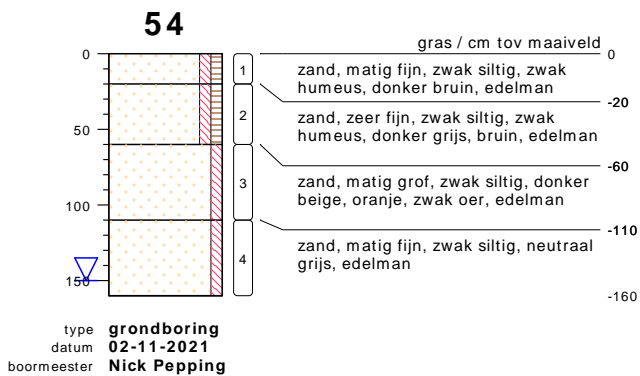 54
gras / cm tov maaiveld
0
0
1
zand, matig fijn, zwak siltig, zwak
humeus, donker bruin, edelman
-20
2
zand, zeer fijn, zwak siltig, zwak
humeus, donker grijs, bruin, edelman
50
-60
3
zand, matig grof, zwak siltig, donker
beige, oranje, zwak oer, edelman
100
-110
4
zand, matig fijn, zwak siltig, neutraal
grijs, edelman
150
-160
type grondboring
datum 02-11-2021
boormeester Nick Pepping